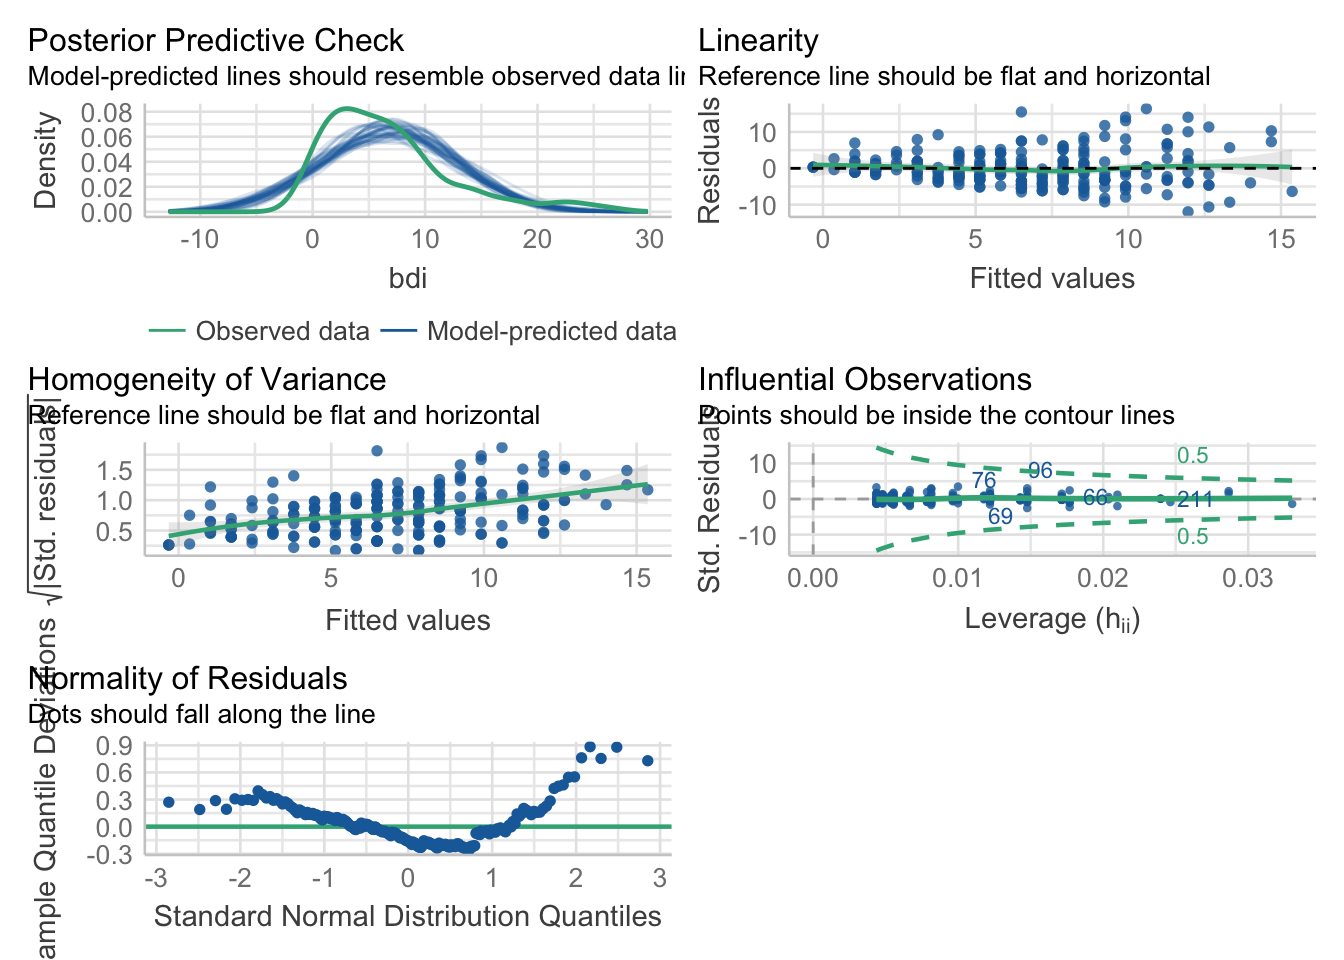 Posterior Predictive Check
Model-predicted lines should resemble observed data li
Density
0.08
0.06
0.04
0.02
0.00
-10 0 10 20 30
bdi
Observed data Model-predicted data
Linearity
Reference line should be flat and horizontal
Residuals
10
0
-10
0 5 10 15
Fitted values
Homogeneity of Variance
Reference line should be flat and horizontal
√|Std. residuals|
1.5
1.0
0.5
0 5 10 15
Fitted values
Influential Observations
Points should be inside the contour lines
Std. Residuals
10
0
-10
0.5
96
76
66
211
69
0.5
0.00 0.01 0.02 0.03
Leverage (hii)
Normality of Residuals
Dots should fall along the line
ample Quantile Deviations
0.9
0.6
0.3
0.0
-0.3
-3 -2 -1 0 1 2 3
Standard Normal Distribution Quantiles